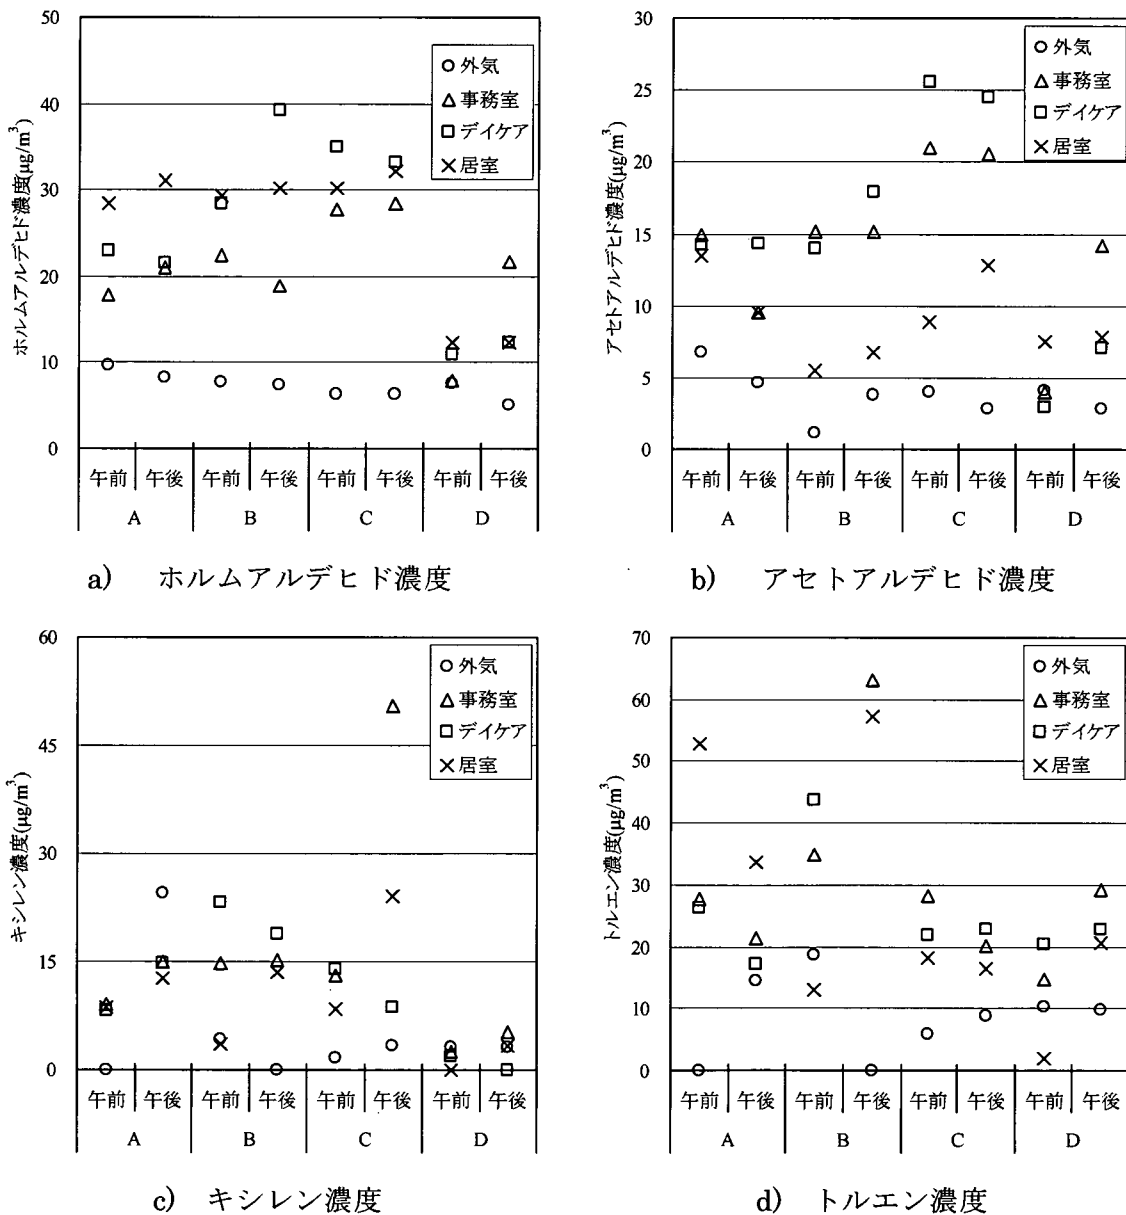 ホルムアルデヒド濃度(μg/m³)
50
40
30
20
10
0
外気
事務室
デイケア
居室
午前 午後 午前 午後 午前 午後 午前 午後
A B C D
a) ホルムアルデヒド濃度
アセトアルデヒド濃度(μg/m³)
30
25
20
15
10
5
0
外気
事務室
デイケア
居室
午前 午後 午前 午後 午前 午後 午前 午後
A B C D
b) アセトアルデヒド濃度
キシレン濃度(μg/m³)
60
45
30
15
0
外気
事務室
デイケア
居室
午前 午後 午前 午後 午前 午後 午前 午後
A B C D
c) キシレン濃度
トルエン濃度(μg/m³)
70
60
50
40
30
20
10
0
外気
事務室
デイケア
居室
午前 午後 午前 午後 午前 午後 午前 午後
A B C D
d) トルエン濃度